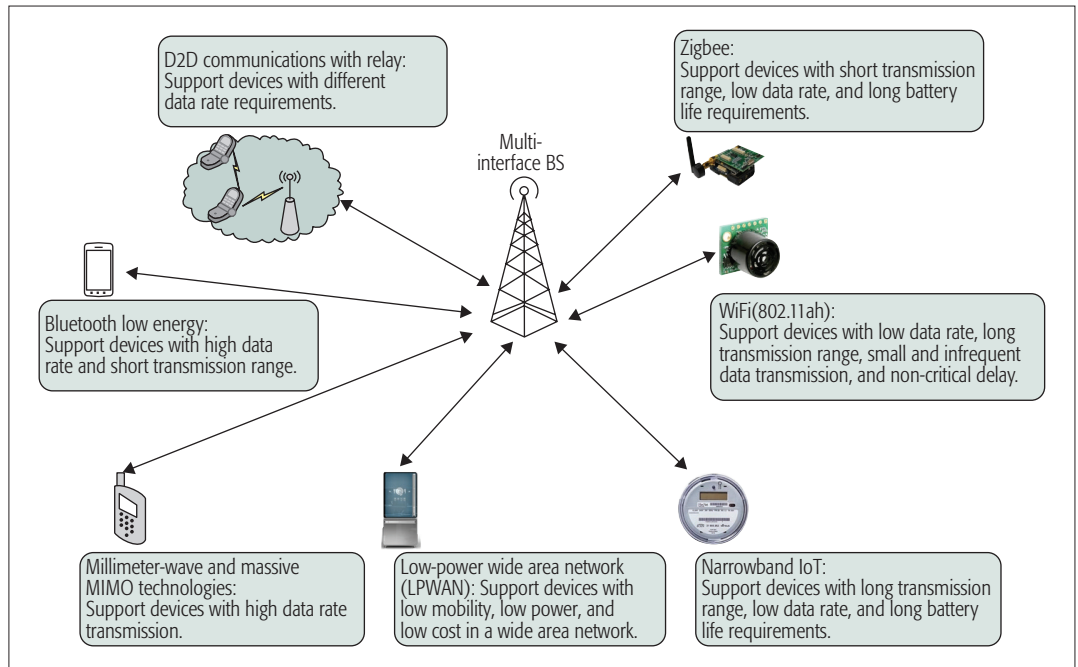 D2D communications with relay:
Support devices with different
data rate requirements.
Zigbee:
Support devices with short transmission
range, low data rate, and long battery
life requirements.
Multi-
interface BS
Bluetooth low energy:
Support devices with high data
rate and short transmission range.
WiFi(802.11ah):
Support devices with low data rate, long
transmission range, small and infrequent
data transmission, and non-critical delay.
Millimeter-wave and massive
MIMO technologies:
Support devices with high data rate
transmission.
Low-power wide area network
(LPWAN): Support devices with
low mobility, low power, and
low cost in a wide area network.
Narrowband IoT:
Support devices with long transmission
range, low data rate, and long battery
life requirements.